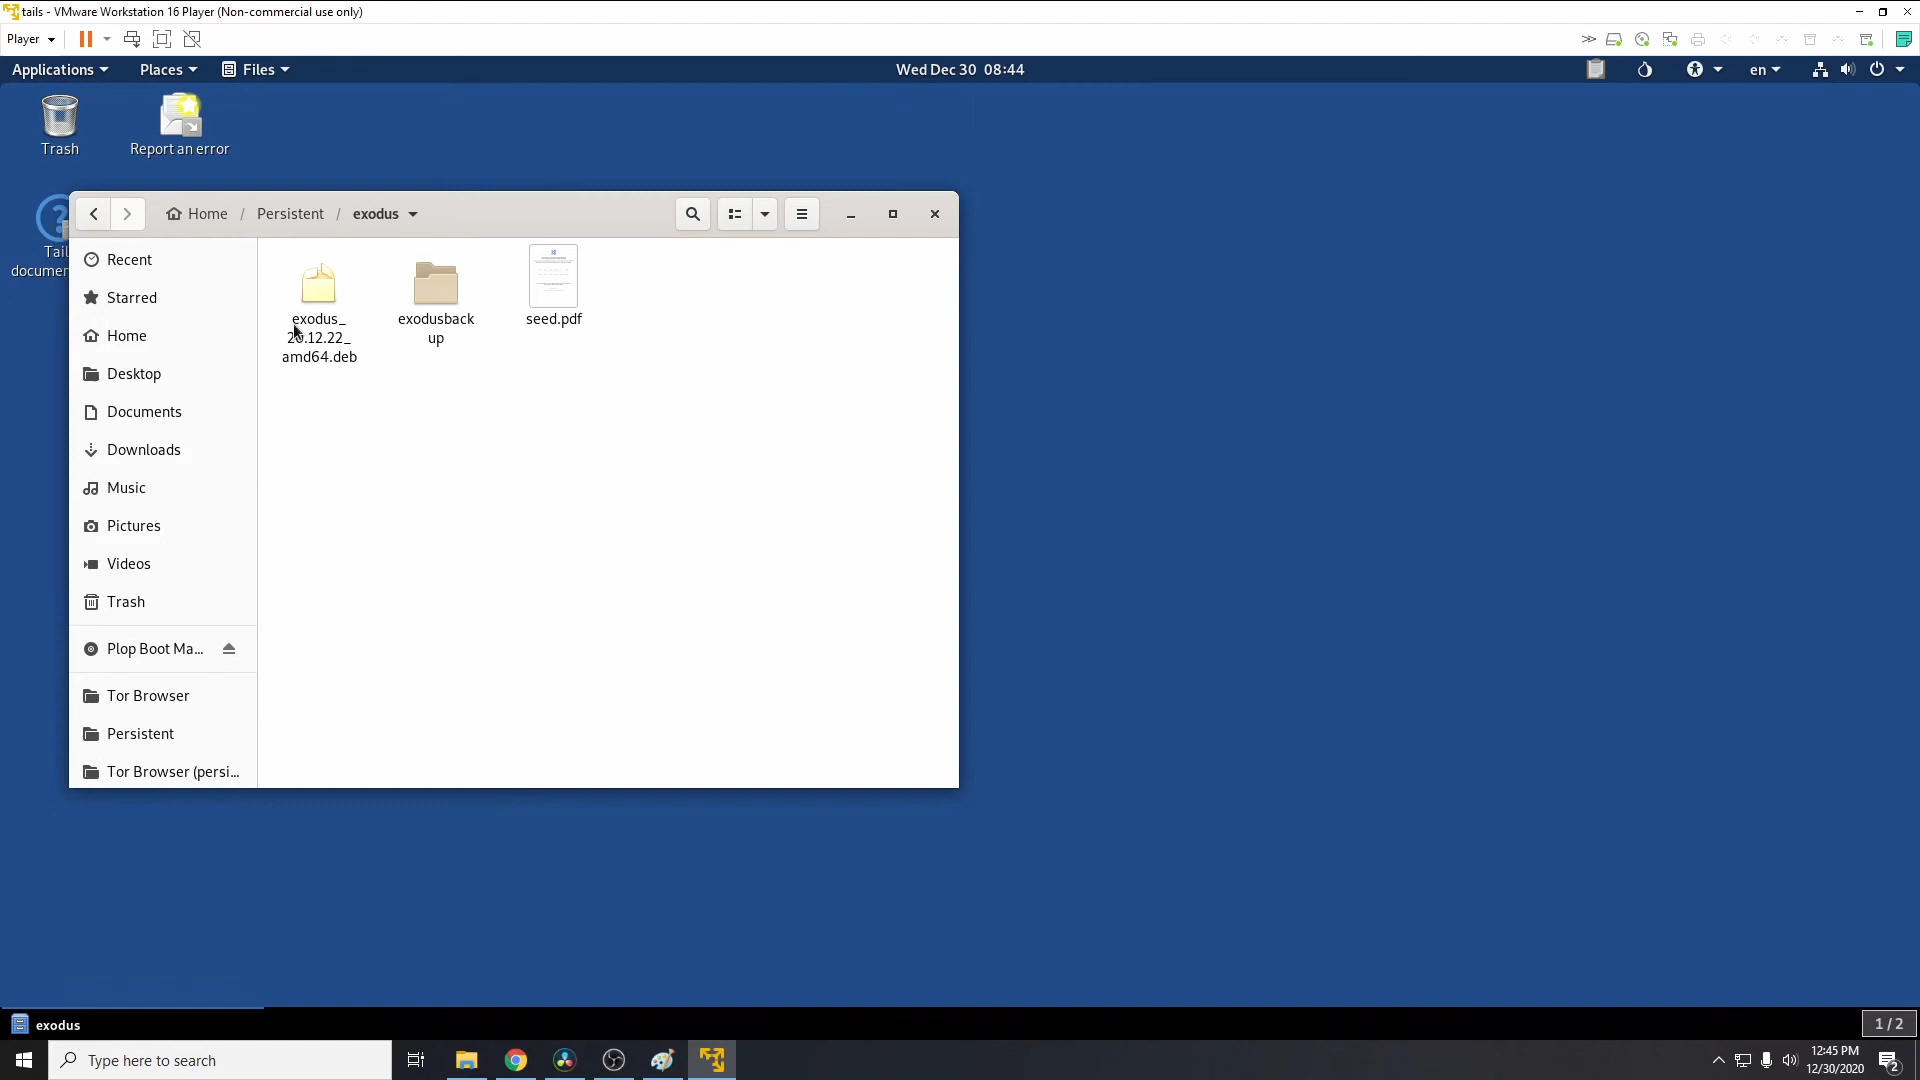 tails - VMware Workstation 16 Player (Non-commercial use only)
Player
Applications Places Files Wed Dec 30 08:44 en
Trash
Report an error
Home / Persistent / exodus
Tail
documen
Recent
Starred
Home
Desktop
Documents
Downloads
Music
Pictures
Videos
Trash
Plop Boot Ma...
Tor Browser
Persistent
Tor Browser (persi...
exodus_
20.12.22_
amd64.deb
exodusback
up
seed.pdf
exodus
1 / 2
Type here to search
12:45 PM
12/30/2020
2